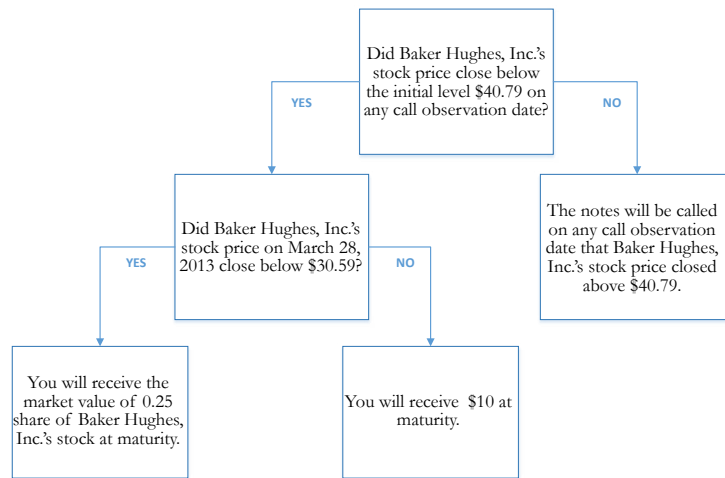 Did Baker Hughes, Inc.'s
stock price close below
the initial level $40.79 on
any call observation date?
YES
NO
Did Baker Hughes, Inc.'s
stock price on March 28,
2013 close below $30.59?
The notes will be called
on any call observation
date that Baker Hughes,
Inc.'s stock price closed
above $40.79.
YES
NO
You will receive the
market value of 0.25
share of Baker Hughes,
Inc.'s stock at maturity.
You will receive $10 at
maturity.